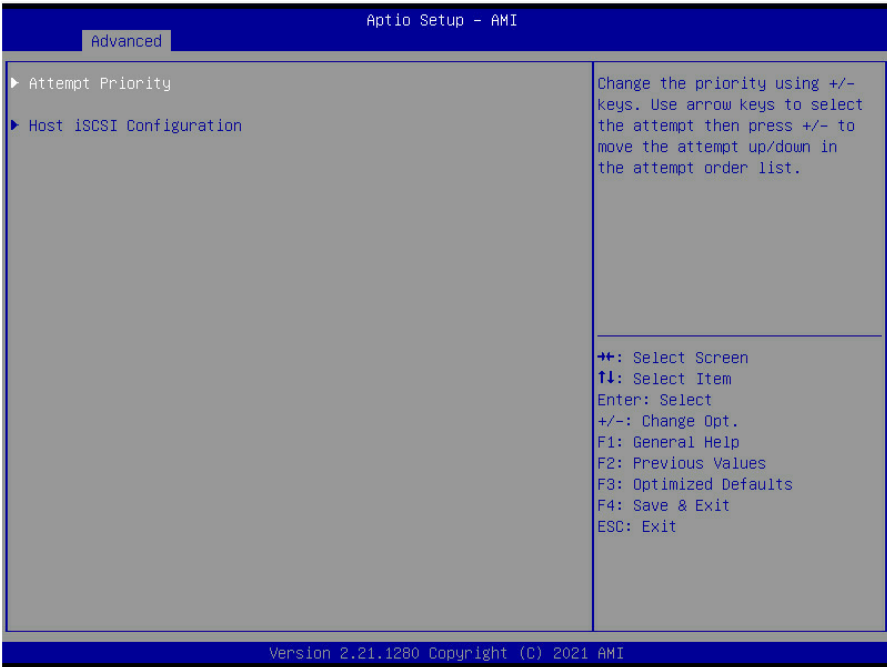 Aptio Setup – AMI
Advanced
▶ Attempt Priority
▶ Host iSCSI Configuration
Change the priority using +/-
keys. Use arrow keys to select
the attempt then press +/- to
move the attempt up/down in
the attempt order list.
→←: Select Screen
↑↓: Select Item
Enter: Select
+/-: Change Opt.
F1: General Help
F2: Previous Values
F3: Optimized Defaults
F4: Save & Exit
ESC: Exit
Version 2.21.1280 Copyright (C) 2021 AMI